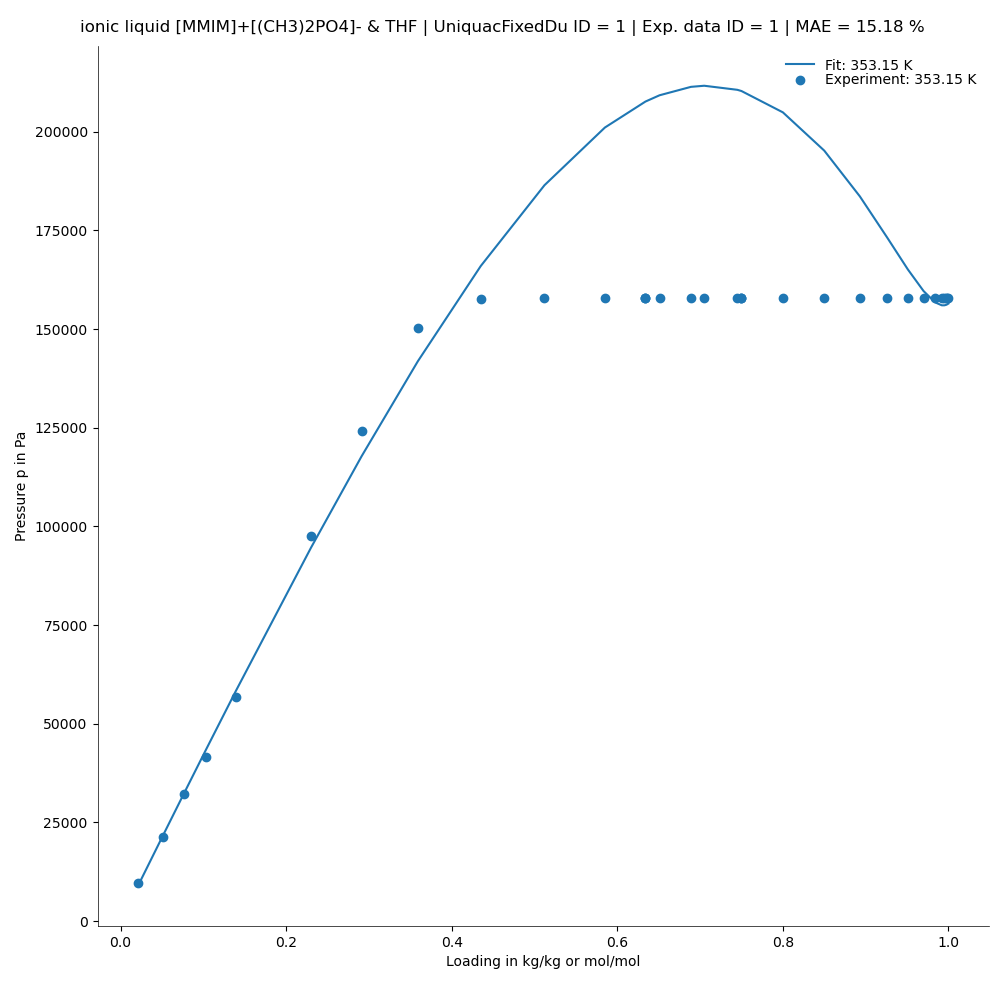 ionic liquid [MMIM]+[(CH3)2PO4]- & THF | UniquacFixedDu ID = 1 | Exp. data ID = 1 | MAE = 15.18 %
Fit: 353.15 K
Experiment: 353.15 K
200000
175000
150000
125000
100000
75000
50000
25000
0
Pressure p in Pa
0.0 0.2 0.4 0.6 0.8 1.0
Loading in kg/kg or mol/mol